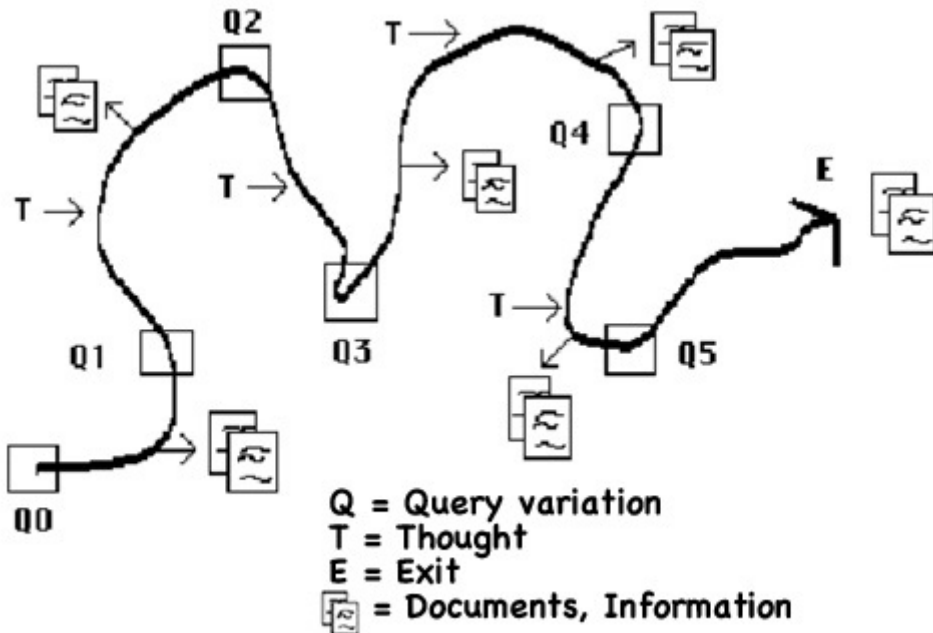 Q2
T
Q4
E
T
T
Q1
Q3
T
Q5
Q0
Q = Query variation
T = Thought
E = Exit
= Documents, Information